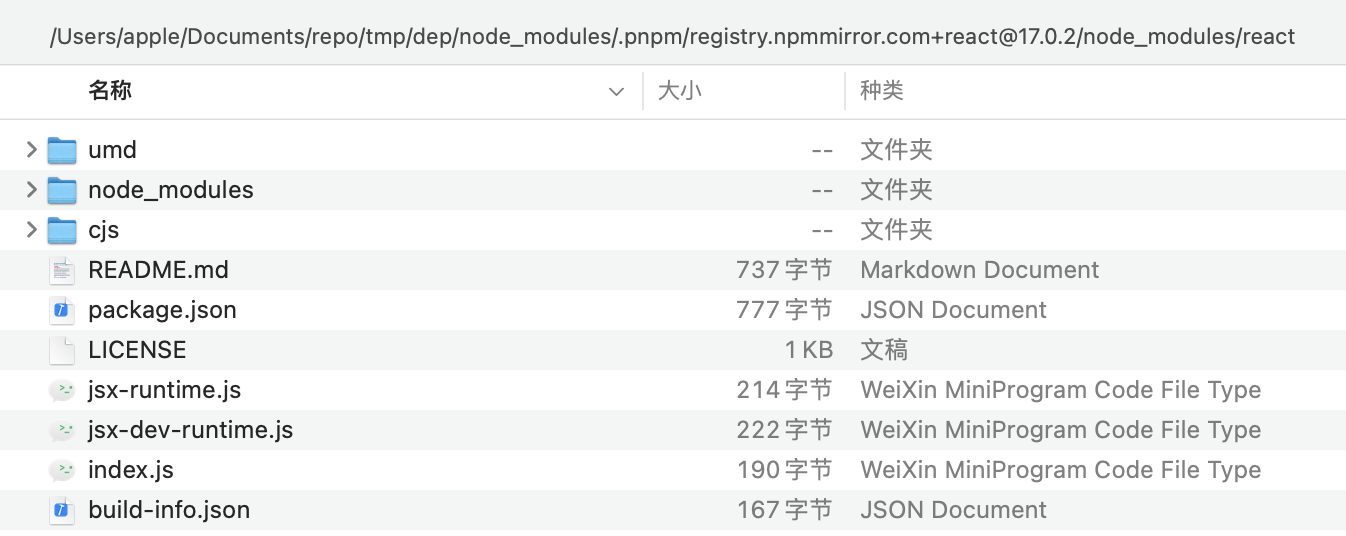 /Users/apple/Documents/repo/tmp/dep/node_modules/.pnpm/registry.npmmirror.com+react@17.0.2/node_modules/react
名称 大小 种类
umd -- 文件夹
node_modules -- 文件夹
cjs -- 文件夹
README.md 737 字节 Markdown Document
package.json 777 字节 JSON Document
LICENSE 1 KB 文稿
jsx-runtime.js 214 字节 WeiXin MiniProgram Code File Type
jsx-dev-runtime.js 222 字节 WeiXin MiniProgram Code File Type
index.js 190 字节 WeiXin MiniProgram Code File Type
build-info.json 167 字节 JSON Document